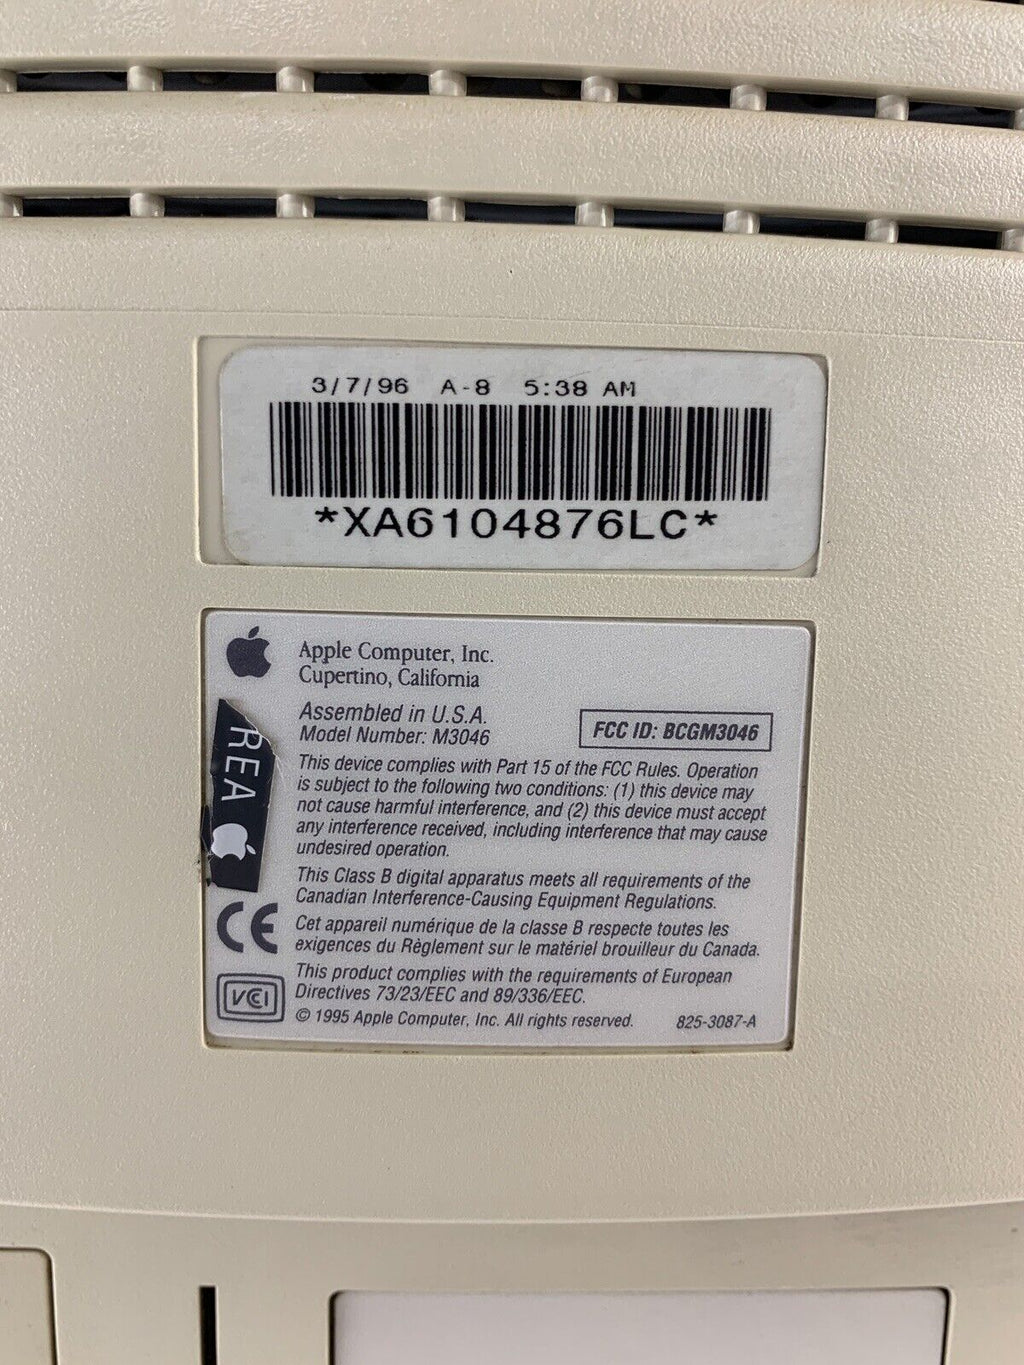 3/7/96 A-8 5:38 AM
*XA6104876LC*
Apple Computer, Inc.
Cupertino, California
Assembled in U.S.A.
Model Number: M3046
FCC ID: BCGM3046
REA
This device complies with Part 15 of the FCC Rules. Operation
is subject to the following two conditions: (1) this device may
not cause harmful interference, and (2) this device must accept
any interference received, including interference that may cause
undesired operation.
This Class B digital apparatus meets all requirements of the
Canadian Interference-Causing Equipment Regulations.
CE
Cet appareil numérique de la classe B respecte toutes les
exigences du Règlement sur le matériel brouilleur du Canada.
This product complies with the requirements of European
Directives 73/23/EEC and 89/336/EEC.
VCI
© 1995 Apple Computer, Inc. All rights reserved. 825-3087-A